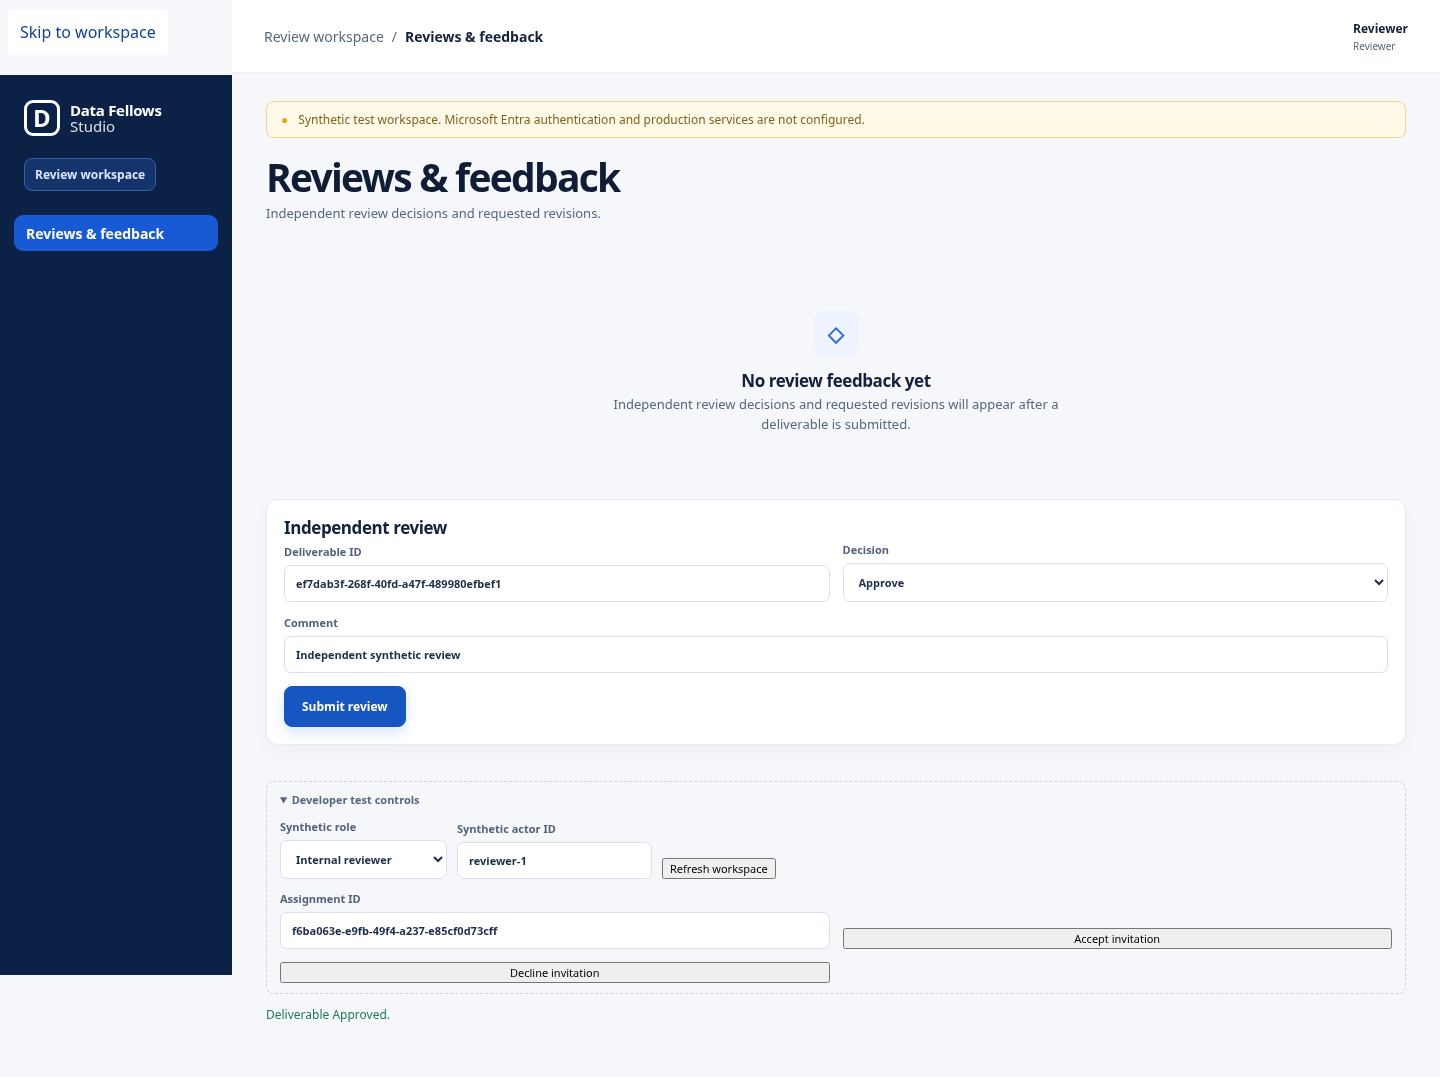 Skip to workspace
Review workspace / Reviews & feedback
Reviewer
Reviewer
D
Data Fellows
Studio
Review workspace
Reviews & feedback
Synthetic test workspace. Microsoft Entra authentication and production services are not configured.
Reviews & feedback
Independent review decisions and requested revisions.
No review feedback yet
Independent review decisions and requested revisions will appear after a
deliverable is submitted.
Independent review
Deliverable ID
Decision
ef7dab3f-268f-40fd-a47f-489980efbef1
Approve
Comment
Independent synthetic review
Submit review
Developer test controls
Synthetic role
Synthetic actor ID
Internal reviewer
reviewer-1
Refresh workspace
Assignment ID
f6ba063e-e9fb-49f4-a237-e85cf0d73cff
Accept invitation
Decline invitation
Deliverable Approved.